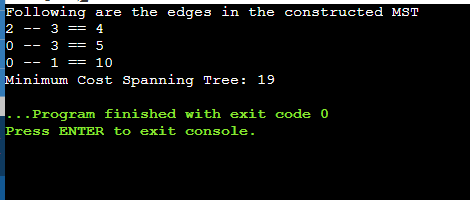 Following are the edges in the constructed MST
2 -- 3 == 4
0 -- 3 == 5
0 -- 1 == 10
Minimum Cost Spanning Tree: 19
...Program finished with exit code 0
Press ENTER to exit console.